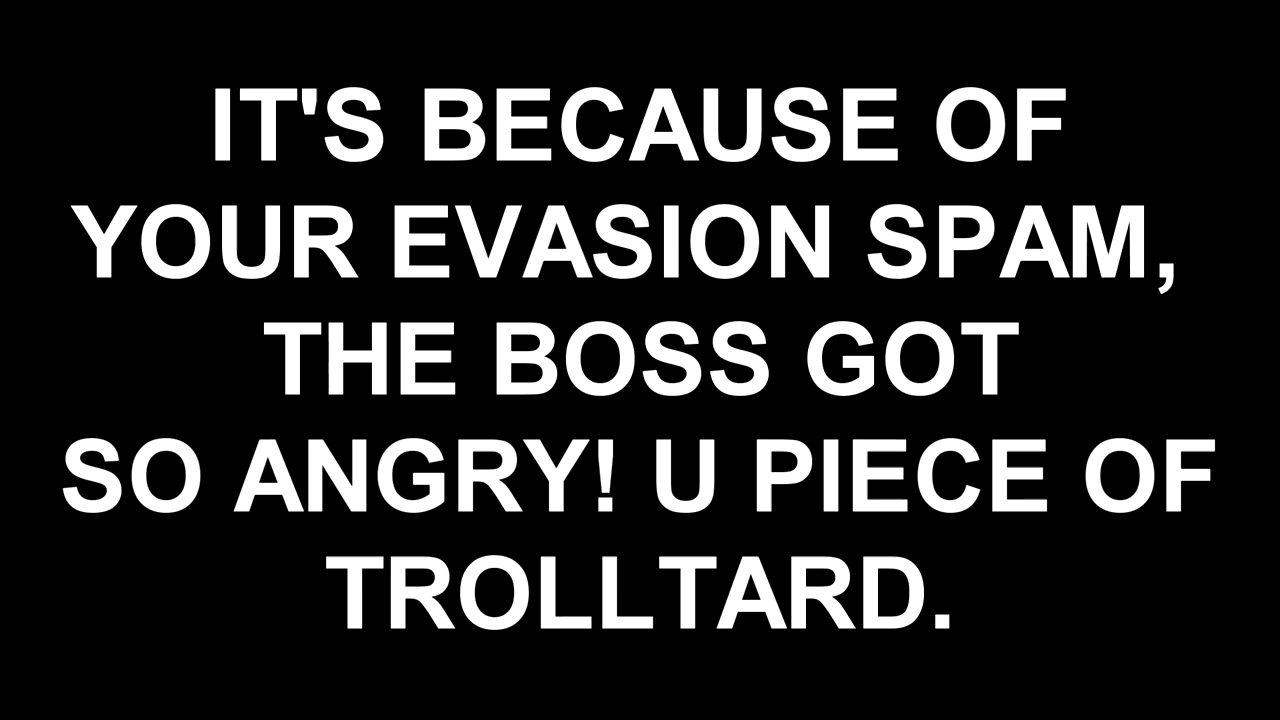 IT'S BECAUSE OF
YOUR EVASION SPAM,
THE BOSS GOT
SO ANGRY! U PIECE OF
TROLLTARD.